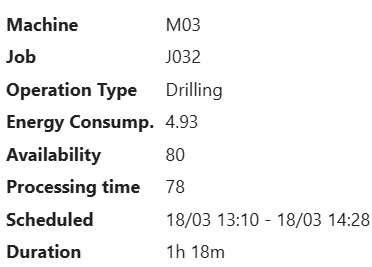 Machine M03
Job J032
Operation Type Drilling
Energy Consump. 4.93
Availability 80
Processing time 78
Scheduled 18/03 13:10 - 18/03 14:28
Duration 1h 18m